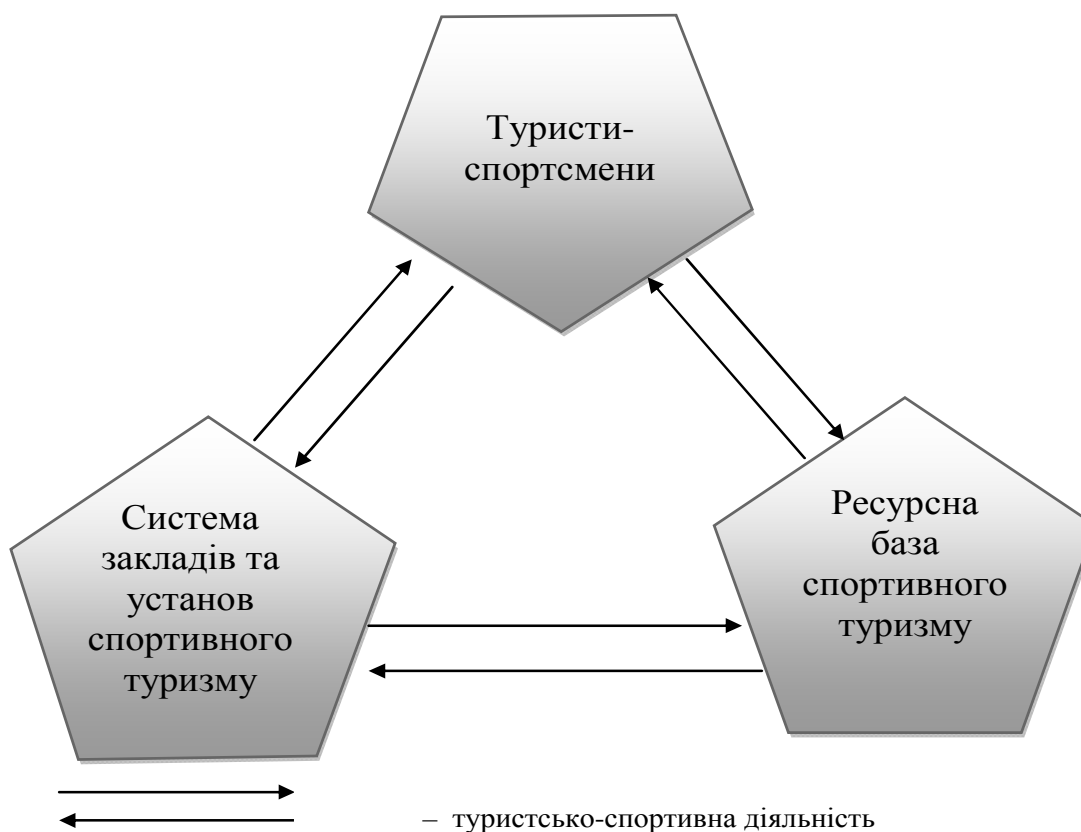 Туристи-
спортсмени
Система
закладів та
установ
спортивного
туризму
Ресурсна
база
спортивного
туризму
– туристсько-спортивна діяльність